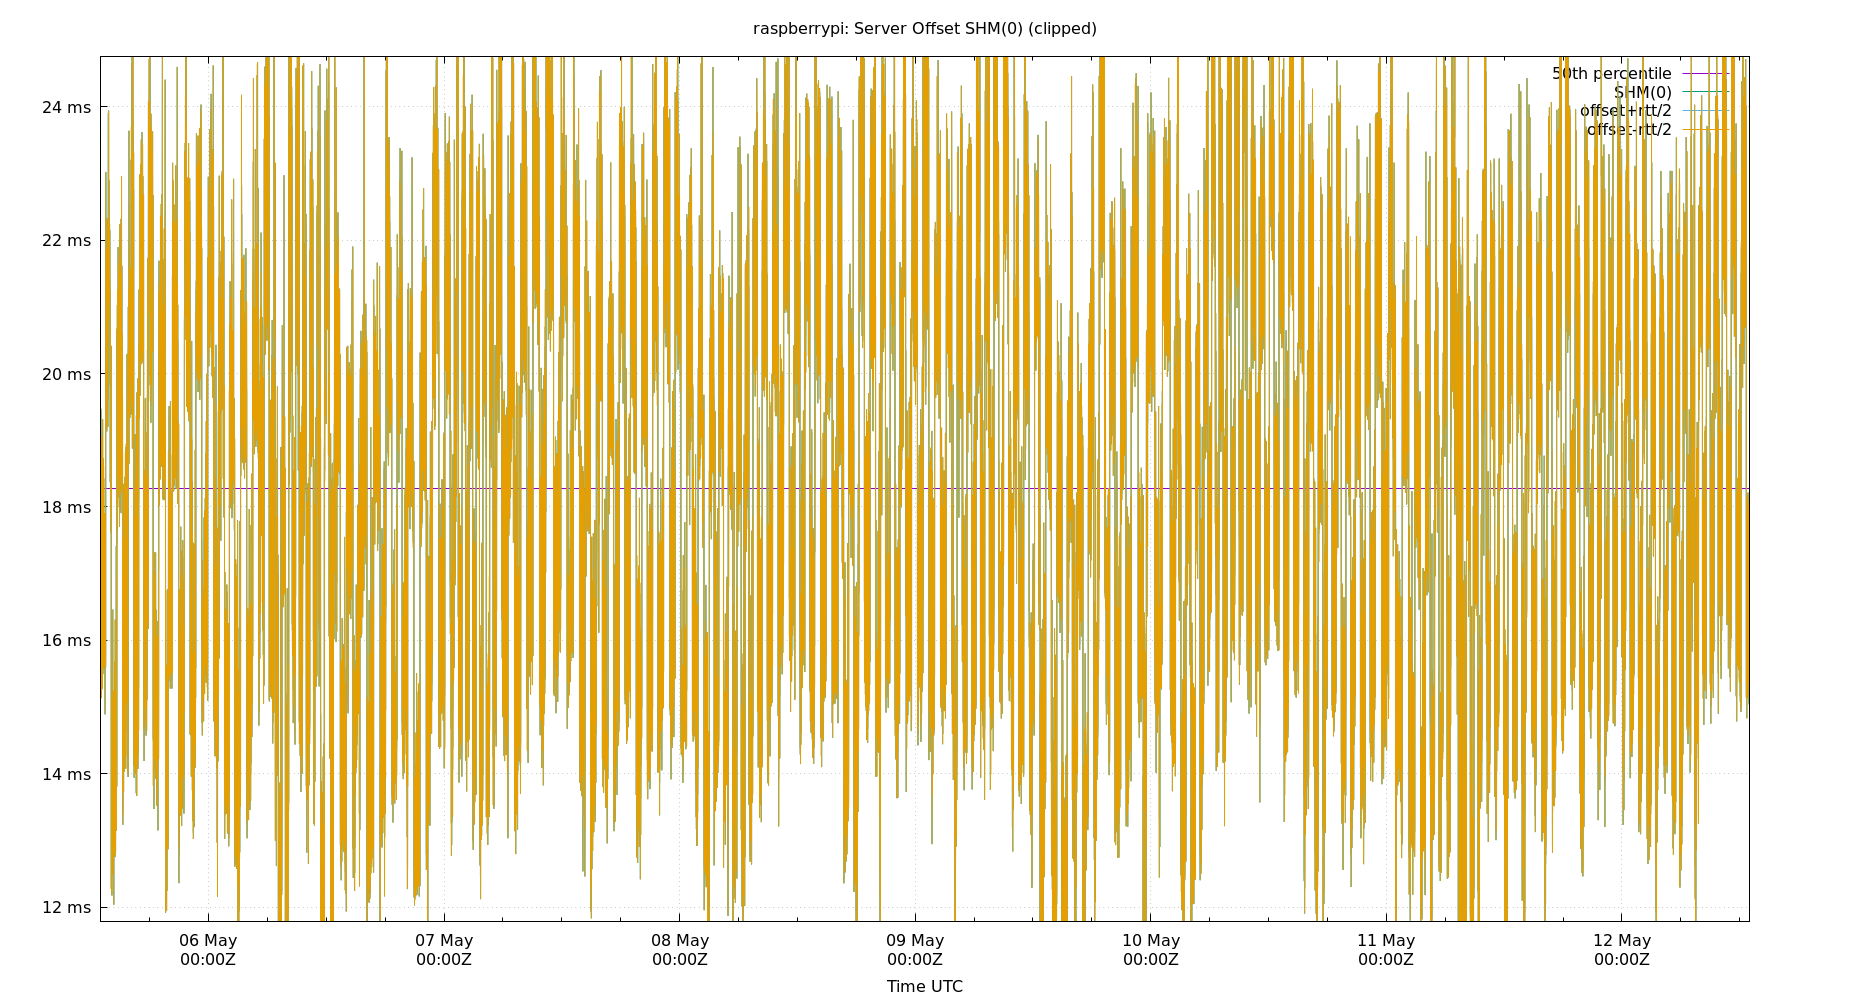 raspberrypi: Server Offset SHM(0) (clipped)
50th percentile
SHM(0)
offset+rtt/2
offset-rtt/2
24 ms
22 ms
20 ms
18 ms
16 ms
14 ms
12 ms
06 May 07 May 08 May 09 May 10 May 11 May 12 May
00:00Z 00:00Z 00:00Z 00:00Z 00:00Z 00:00Z 00:00Z
Time UTC